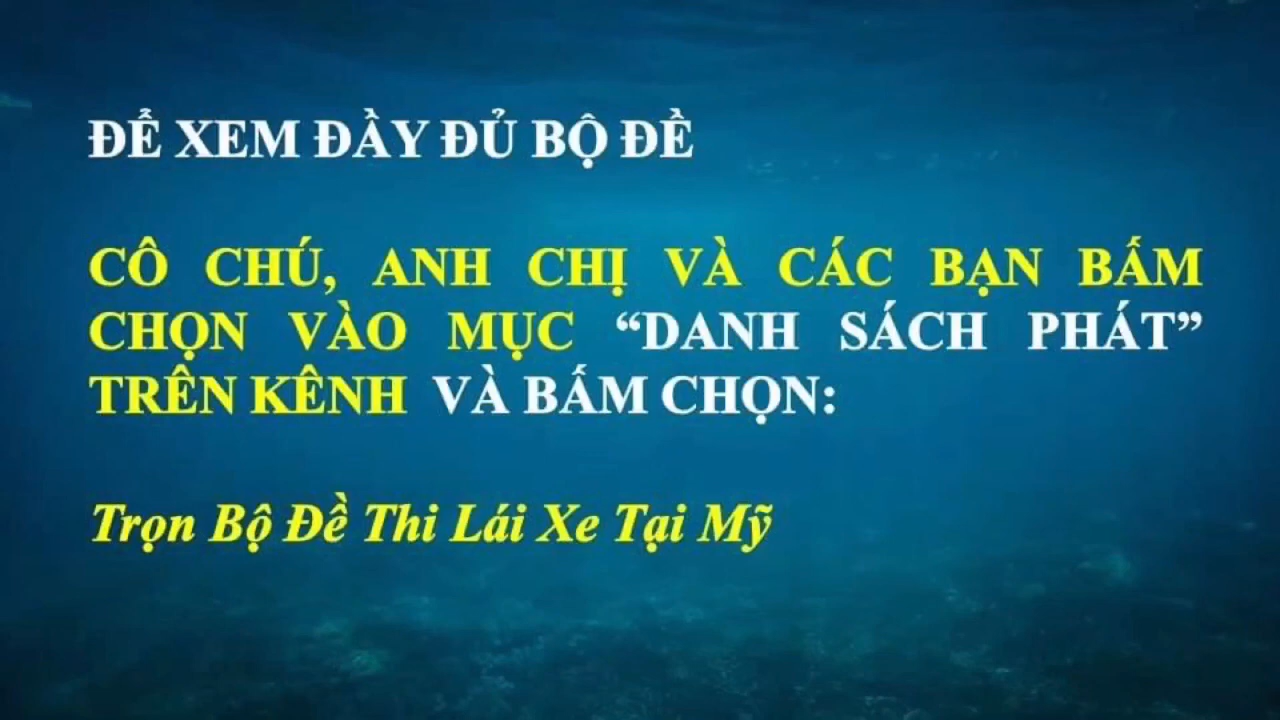 ĐỂ XEM ĐẦY ĐỦ BỘ ĐỀ
CÔ CHÚ, ANH CHỊ VÀ CÁC BẠN BẤM
CHỌN VÀO MỤC “DANH SÁCH PHÁT”
TRÊN KÊNH VÀ BẤM CHỌN:
Trọn Bộ Đề Thi Lái Xe Tại Mỹ